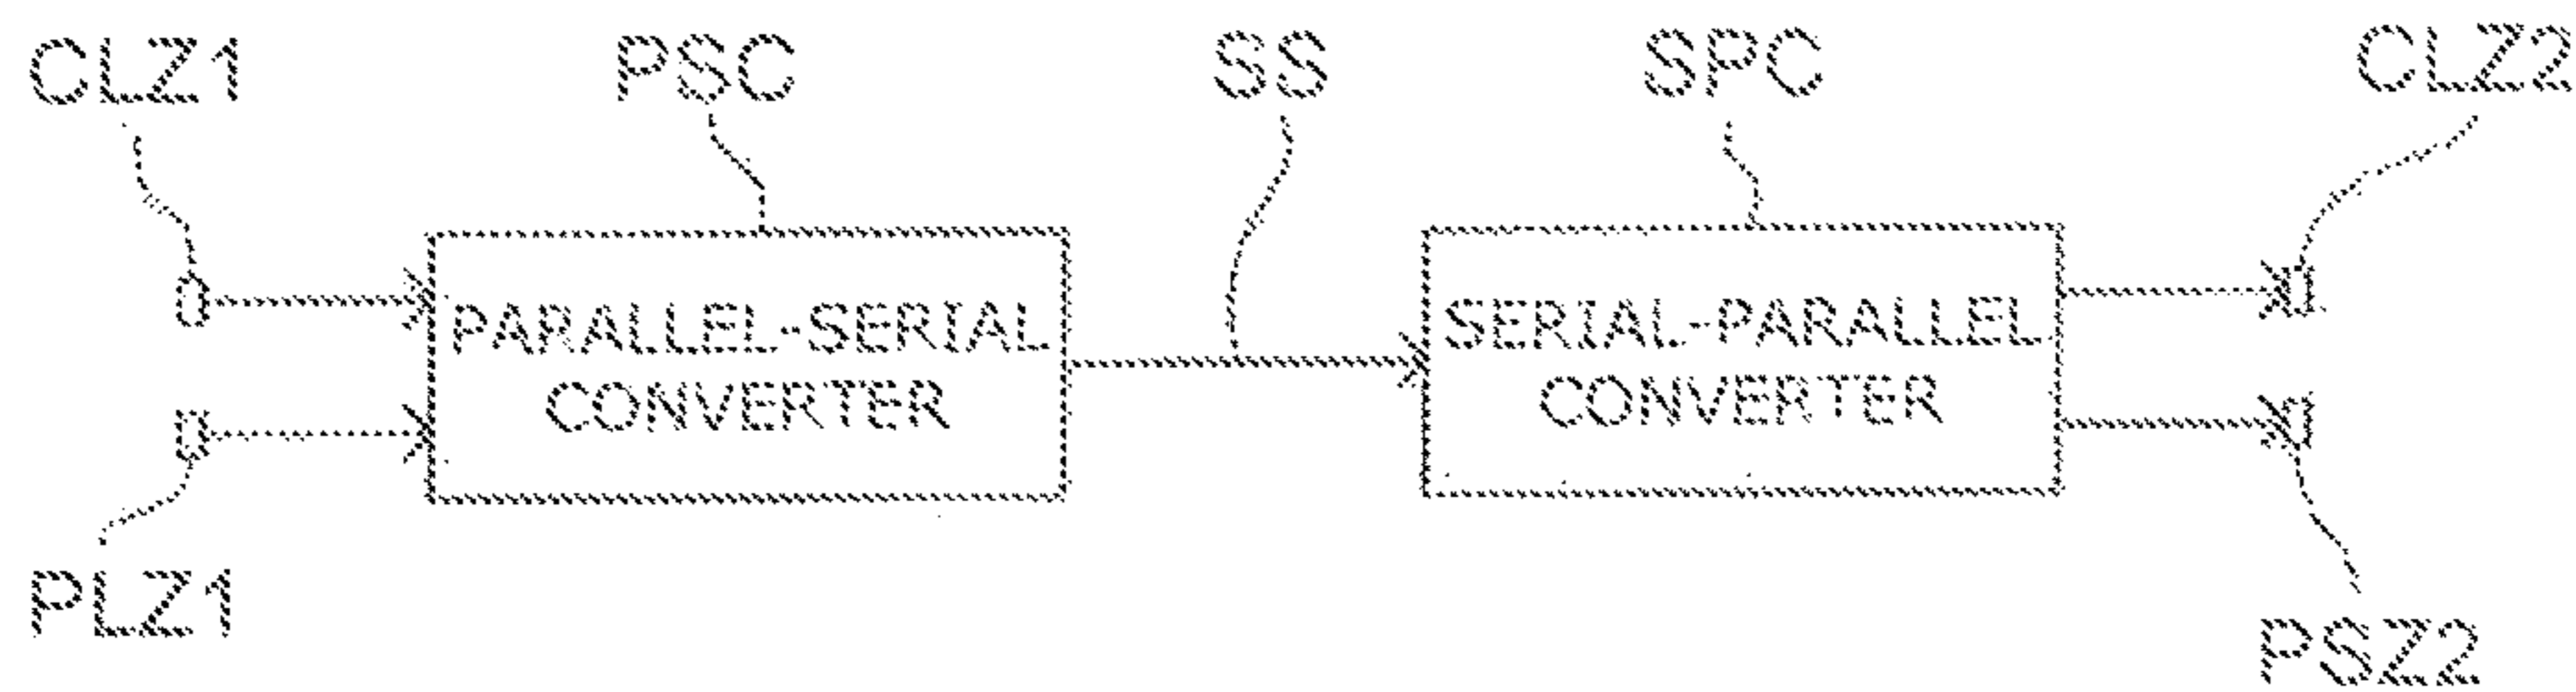 CLZ1 PSC SS SPC CLZ2
PARALLEL-SERIAL
CONVERTER
SERIAL-PARALLEL
CONVERTER
PLZ1
PSZ2